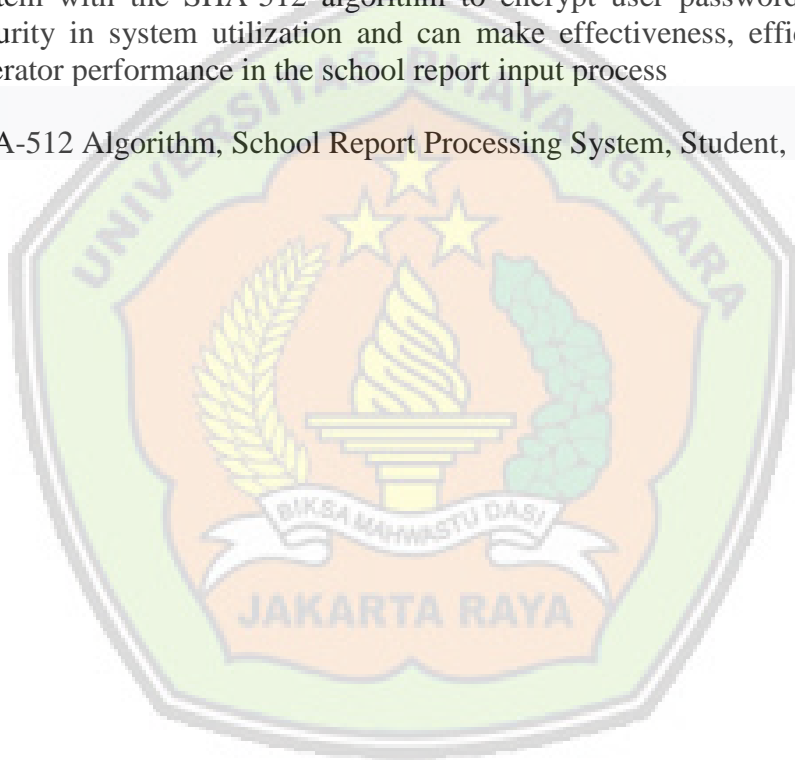 tem with the SHA-512 algorithm to encrypt user password
urity in system utilization and can make effectiveness, effic
erator performance in the school report input process
A-512 Algorithm, School Report Processing System, Student,
UNIVERSITAS BHAYANGKARA
BIKSA MAHWASTU DASI
JAKARTA RAYA